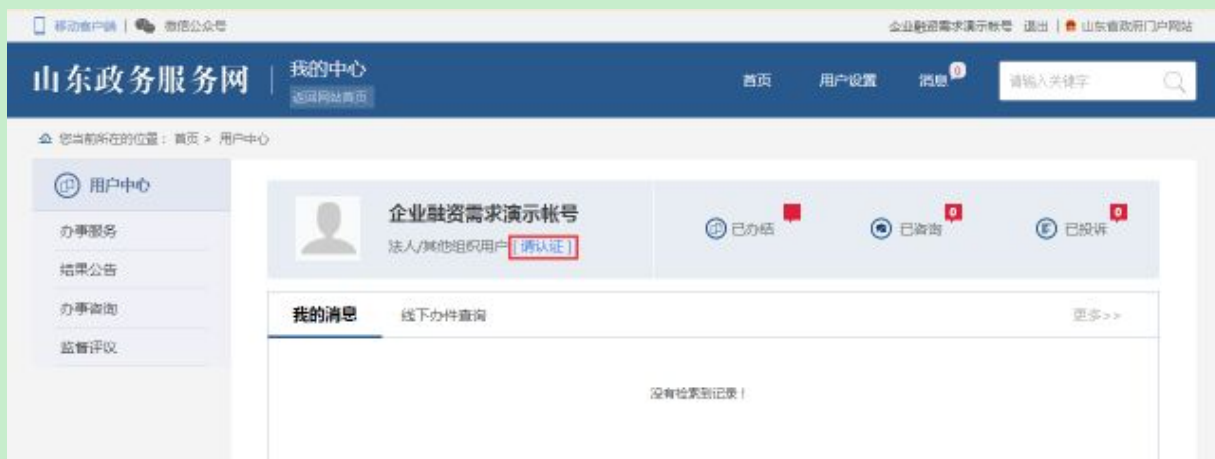 移动客户端 | 微信公众号
企业融资需求演示帐号 退出 | 山东省政府门户网站
山东政务服务网 | 我的中心
返回网站首页
首页 用户设置 消息 0 请输入关键字
您当前所在的位置： 首页 > 用户中心
用户中心
办事服务
结果公告
办事咨询
监督评议
企业融资需求演示帐号
法人/其他组织用户 [ 请认证 ]
已办结 已咨询 0 已投诉 0
我的消息 线下办件查询 更多>>
没有检索到记录！